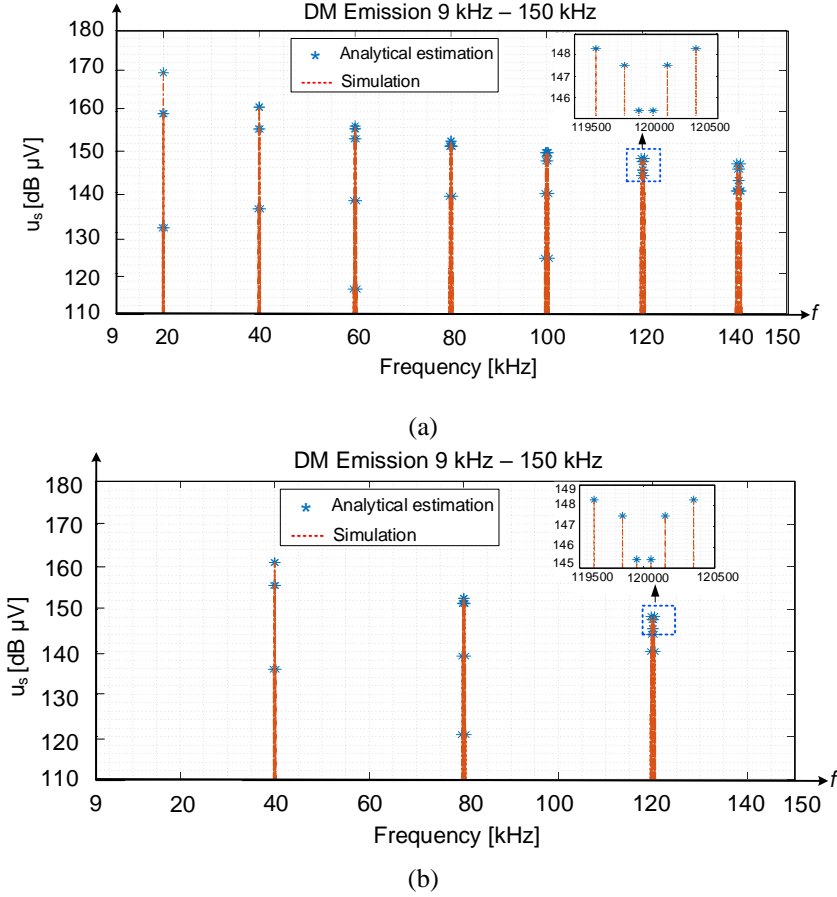 DM Emission 9 kHz – 150 kHz
180
170
160
150
140
130
120
110
uₛ [dB µV]
Analytical estimation
Simulation
148
147
146
119500 120000 120500
9 20 40 60 80 100 120 140 150
f
Frequency [kHz]
(a)
DM Emission 9 kHz – 150 kHz
180
170
160
150
140
130
120
110
uₛ [dB µV]
Analytical estimation
Simulation
149
148
147
146
145
119500 120000 120500
9 20 40 60 80 100 120 140 150
f
Frequency [kHz]
(b)